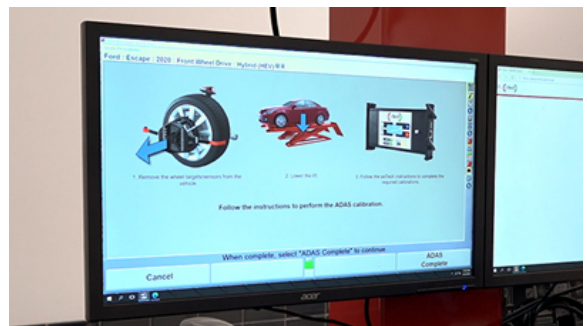 Ford : Escape : 2020 : Front Wheel Drive : Hybrid (HEV)
1. Remove the wheel targets/sensors from the
vehicle.
2. Lower the lift.
3. Follow the asTech instructions to complete the
required calibrations.
Follow the instructions to perform the ADAS calibration.
When complete, select "ADAS Complete" to continue
Cancel
ADAS
Complete
acer